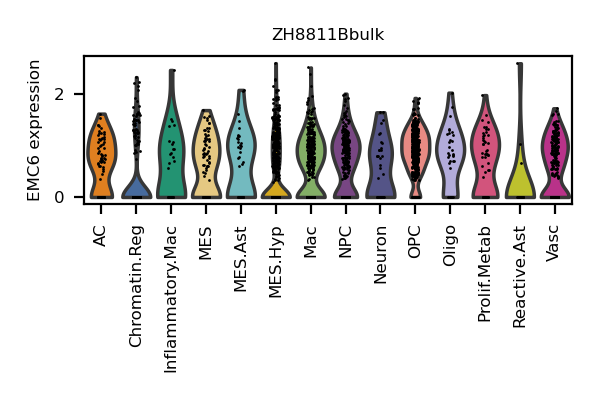 ZH8811Bbulk
EMC6 expression
2
0
AC
Chromatin.Reg
Inflammatory.Mac
MES
MES.Ast
MES.Hyp
Mac
NPC
Neuron
OPC
Oligo
Prolif.Metab
Reactive.Ast
Vasc